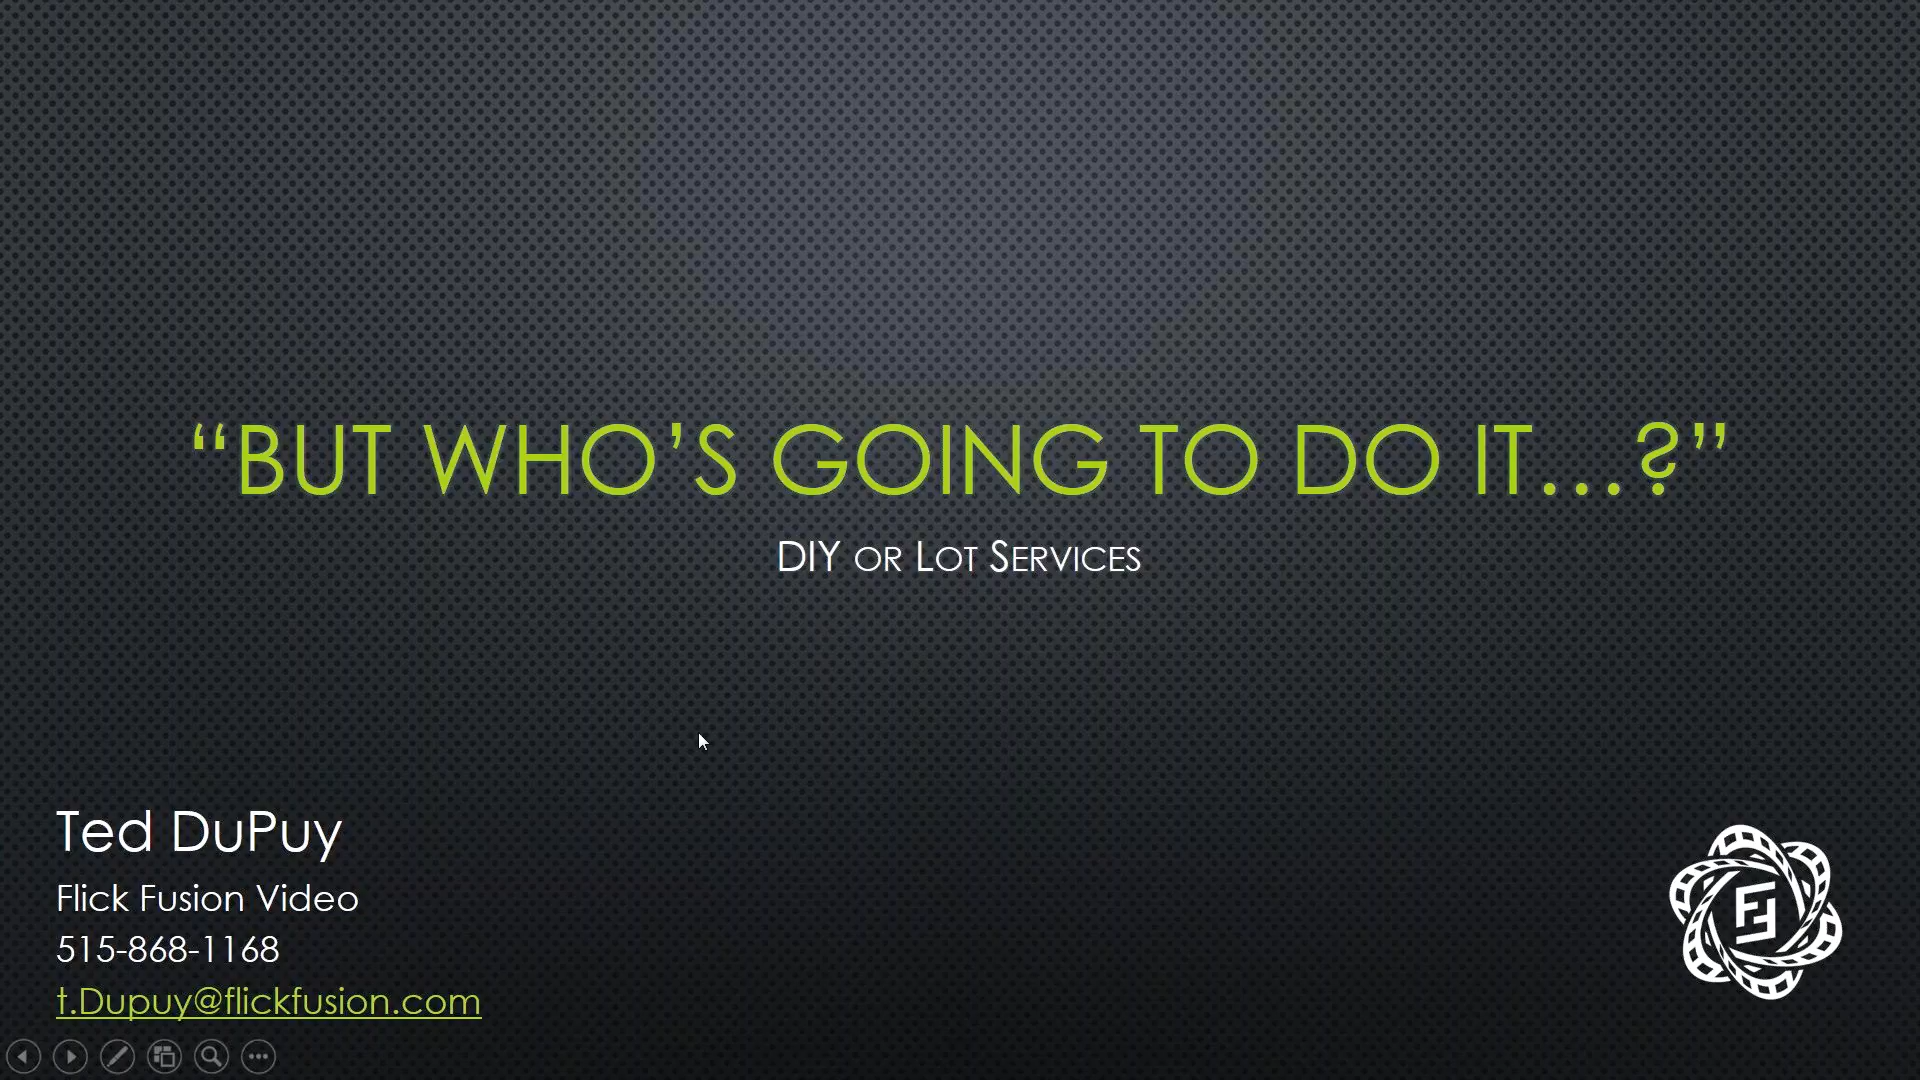 “BUT WHO’S GOING TO DO IT…?”
DIY OR LOT SERVICES
Ted DuPuy
Flick Fusion Video
515-868-1168
t.Dupuy@flickfusion.com